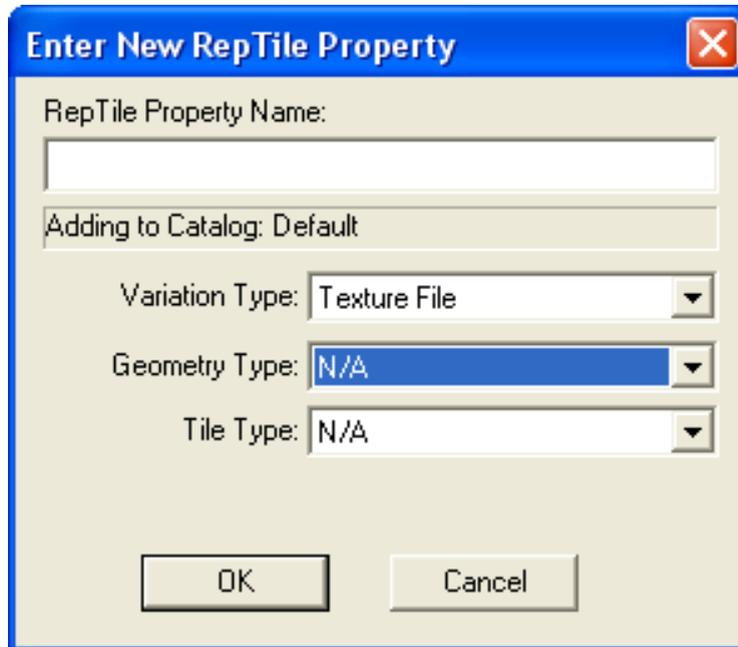 Enter New RepTile Property
RepTile Property Name:
Adding to Catalog: Default
Variation Type: Texture File
Geometry Type: N/A
Tile Type: N/A
OK Cancel